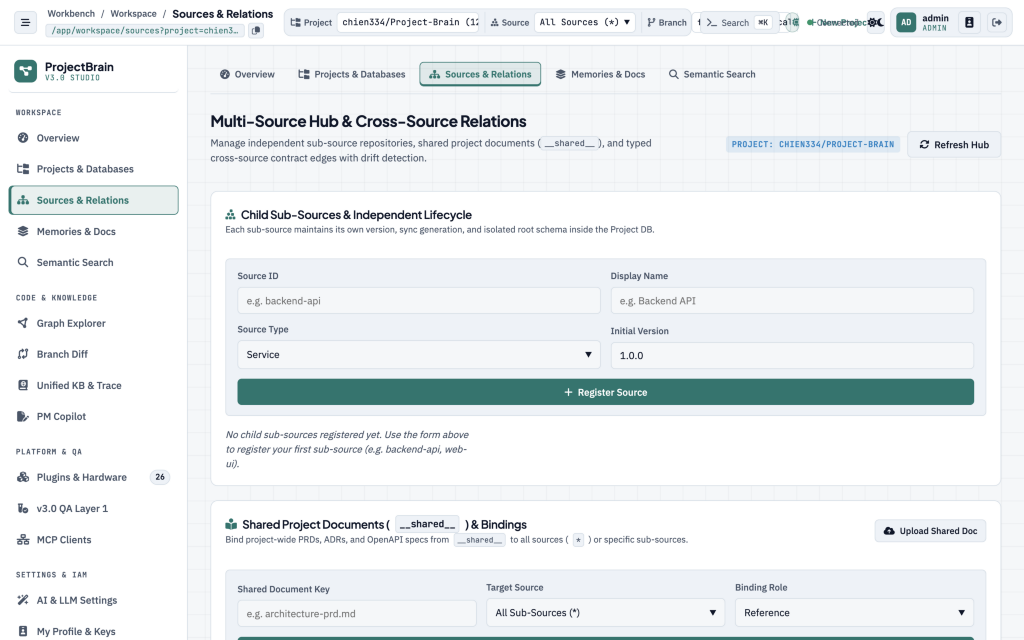 Workbench / Workspace / Sources & Relations
/app/workspace/sources?project=chien3…
Project
chien334/Project-Brain (12
Source
All Sources (*) ▼
Branch
Search
⌘K
AD
admin
ADMIN
ProjectBrain
V3.0 STUDIO
WORKSPACE
Overview
Projects & Databases
Sources & Relations
Memories & Docs
Semantic Search
CODE & KNOWLEDGE
Graph Explorer
Branch Diff
Unified KB & Trace
PM Copilot
PLATFORM & QA
Plugins & Hardware
26
v3.0 QA Layer 1
MCP Clients
SETTINGS & IAM
AI & LLM Settings
My Profile & Keys
Overview
Projects & Databases
Sources & Relations
Memories & Docs
Semantic Search
Multi-Source Hub & Cross-Source Relations
Manage independent sub-source repositories, shared project documents ( __shared__ ), and typed
cross-source contract edges with drift detection.
PROJECT: CHIEN334/PROJECT-BRAIN
Refresh Hub
Child Sub-Sources & Independent Lifecycle
Each sub-source maintains its own version, sync generation, and isolated root schema inside the Project DB.
Source ID
Display Name
e.g. backend-api
e.g. Backend API
Source Type
Initial Version
Service ▼
1.0.0
+ Register Source
No child sub-sources registered yet. Use the form above
to register your first sub-source (e.g. backend-api, web-
ui).
Shared Project Documents ( __shared__ ) & Bindings
Bind project-wide PRDs, ADRs, and OpenAPI specs from __shared__ to all sources ( * ) or specific sub-sources.
Upload Shared Doc
Shared Document Key
Target Source
Binding Role
e.g. architecture-prd.md
All Sub-Sources (*) ▼
Reference ▼